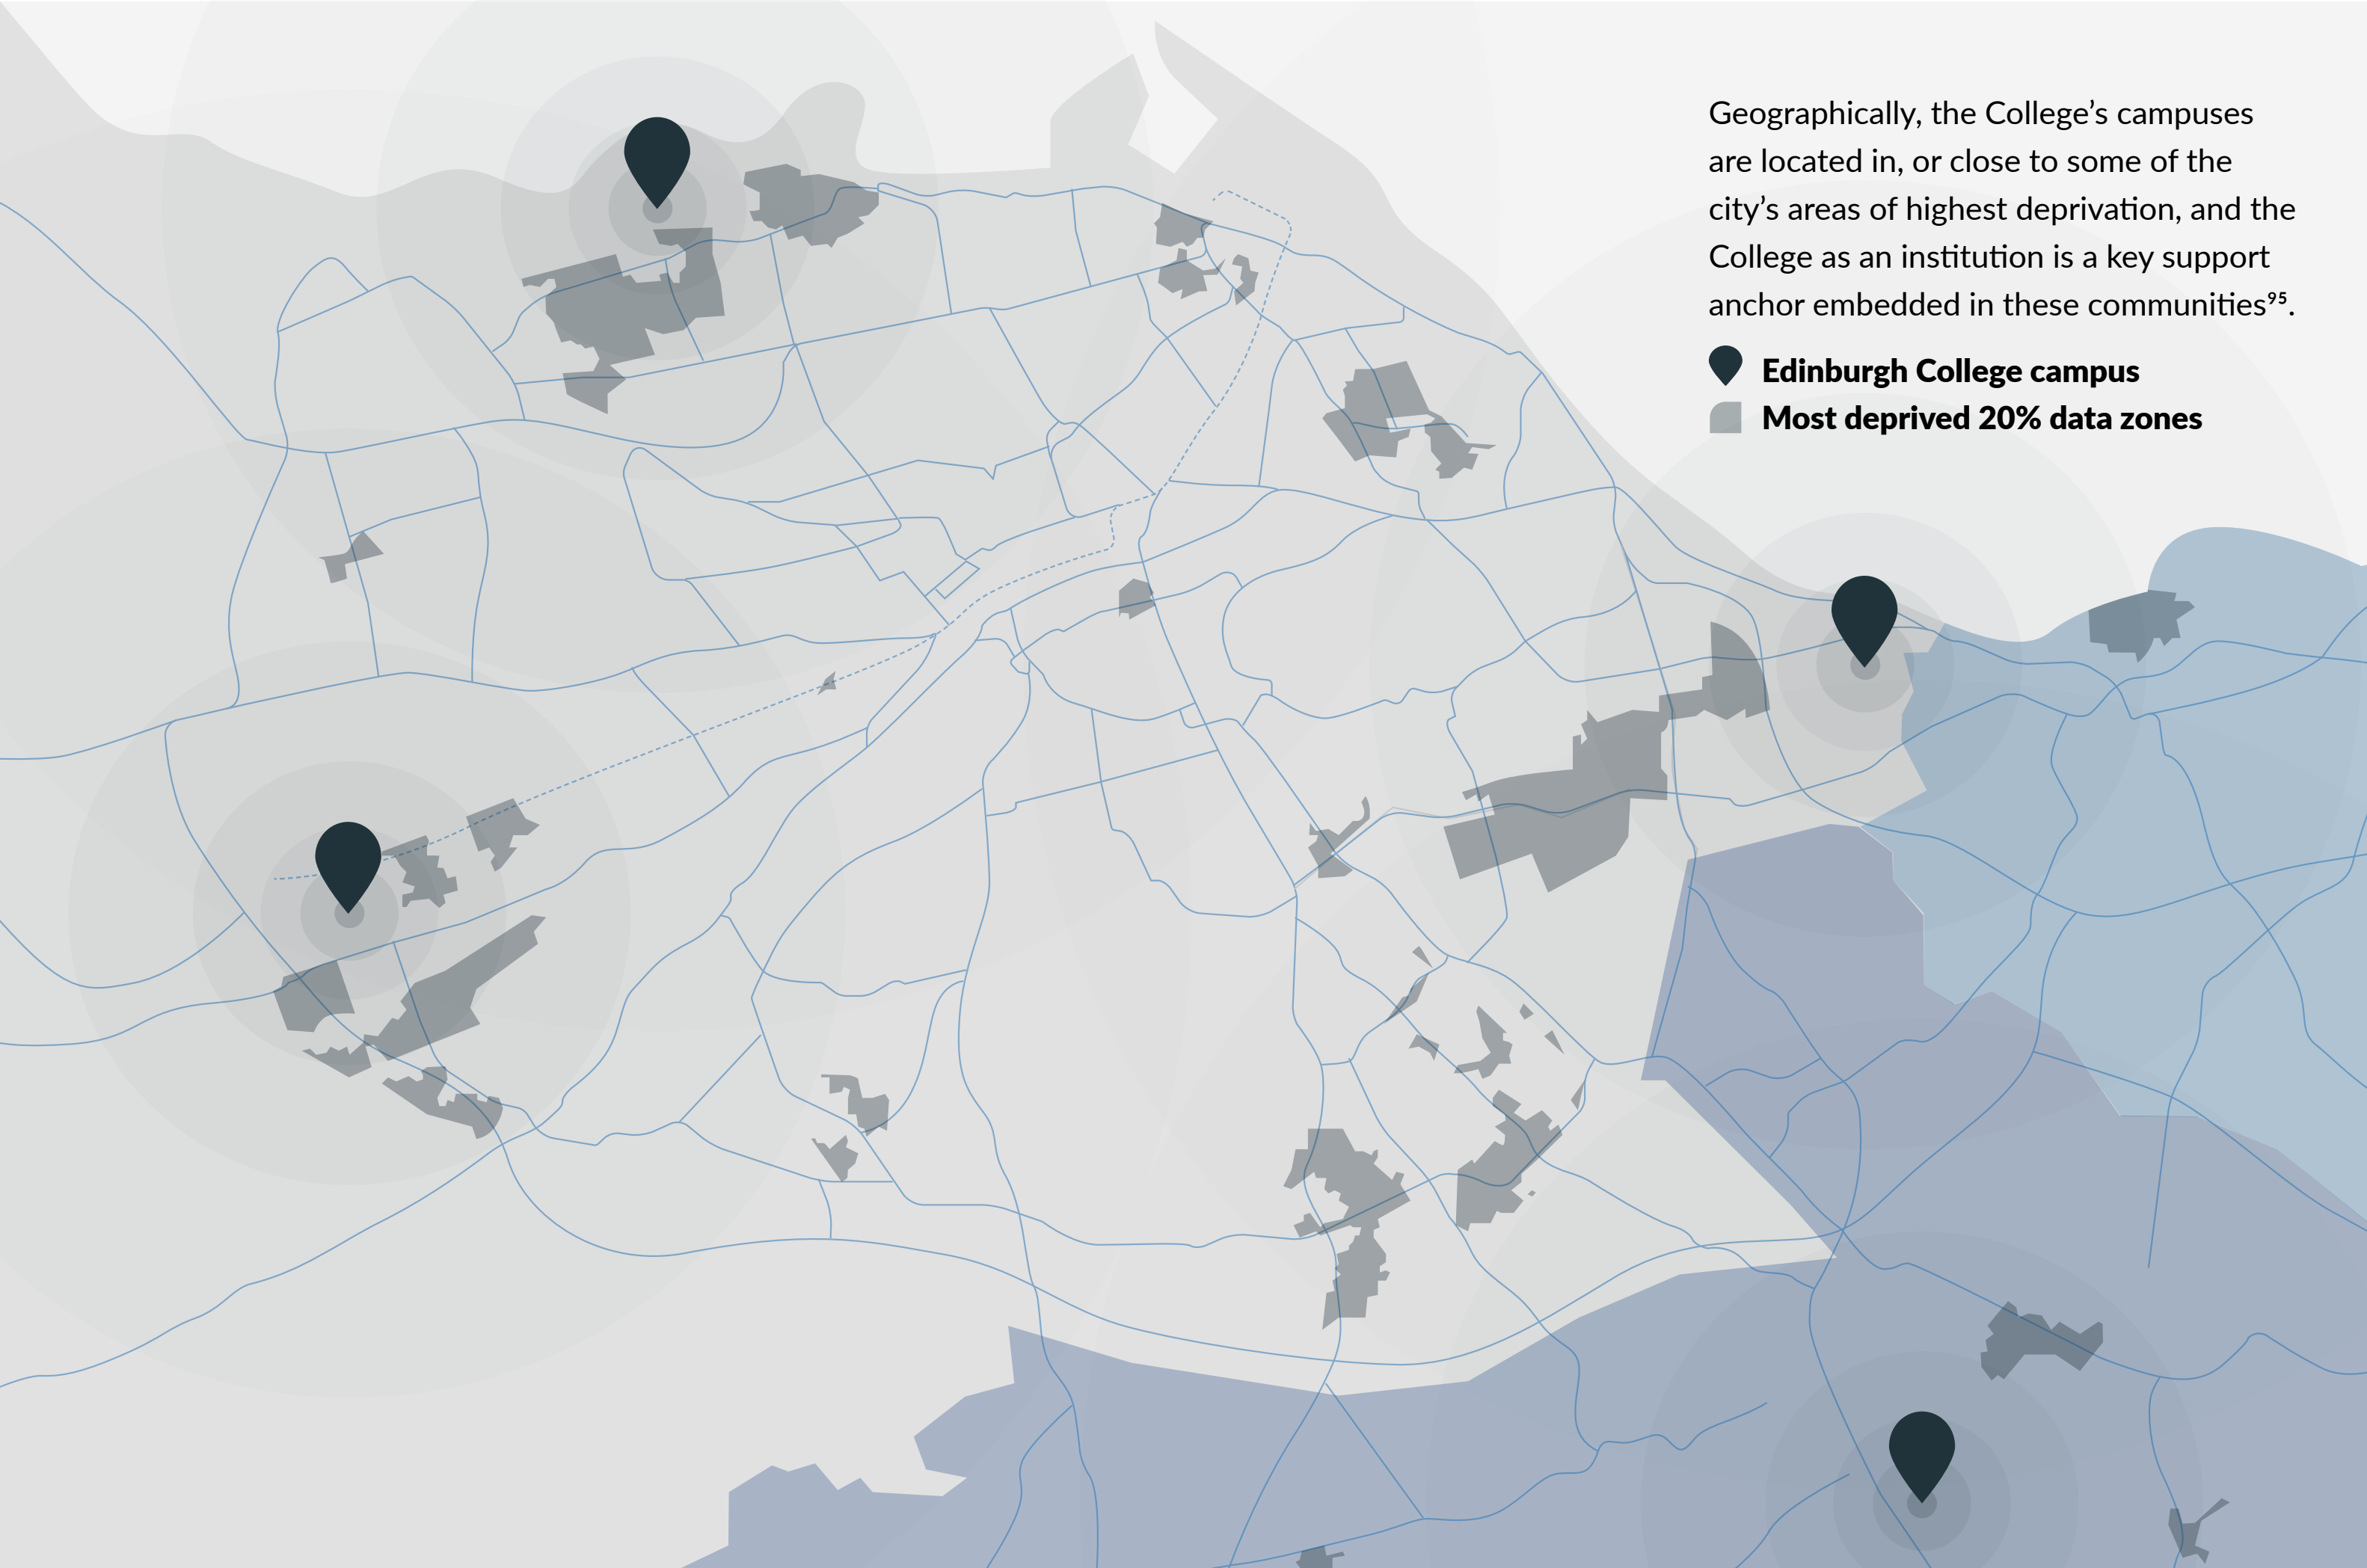 Geographically, the College’s campuses
are located in, or close to some of the
city’s areas of highest deprivation, and the
College as an institution is a key support
anchor embedded in these communities⁹⁵.
Edinburgh College campus
Most deprived 20% data zones